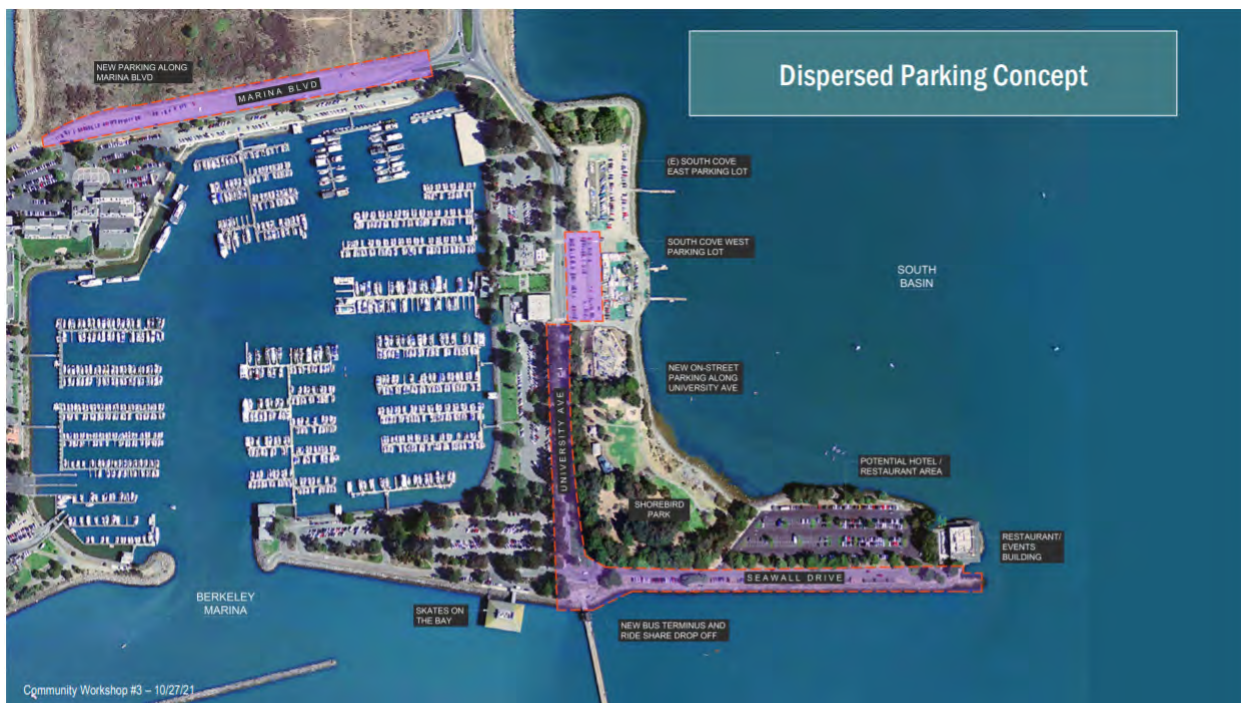 Dispersed Parking Concept
NEW PARKING ALONG
MARINA BLVD
MARINA BLVD
(E) SOUTH COVE
EAST PARKING LOT
SOUTH COVE WEST
PARKING LOT
SOUTH
BASIN
NEW ON-STREET
PARKING ALONG
UNIVERSITY AVE
UNIVERSITY AVE
POTENTIAL HOTEL /
RESTAURANT AREA
SHOREBIRD
PARK
RESTAURANT/
EVENTS
BUILDING
SEAWALL DRIVE
BERKELEY
MARINA
SKATES ON
THE BAY
NEW BUS TERMINUS AND
RIDE SHARE DROP OFF
Community Workshop #3 – 10/27/21